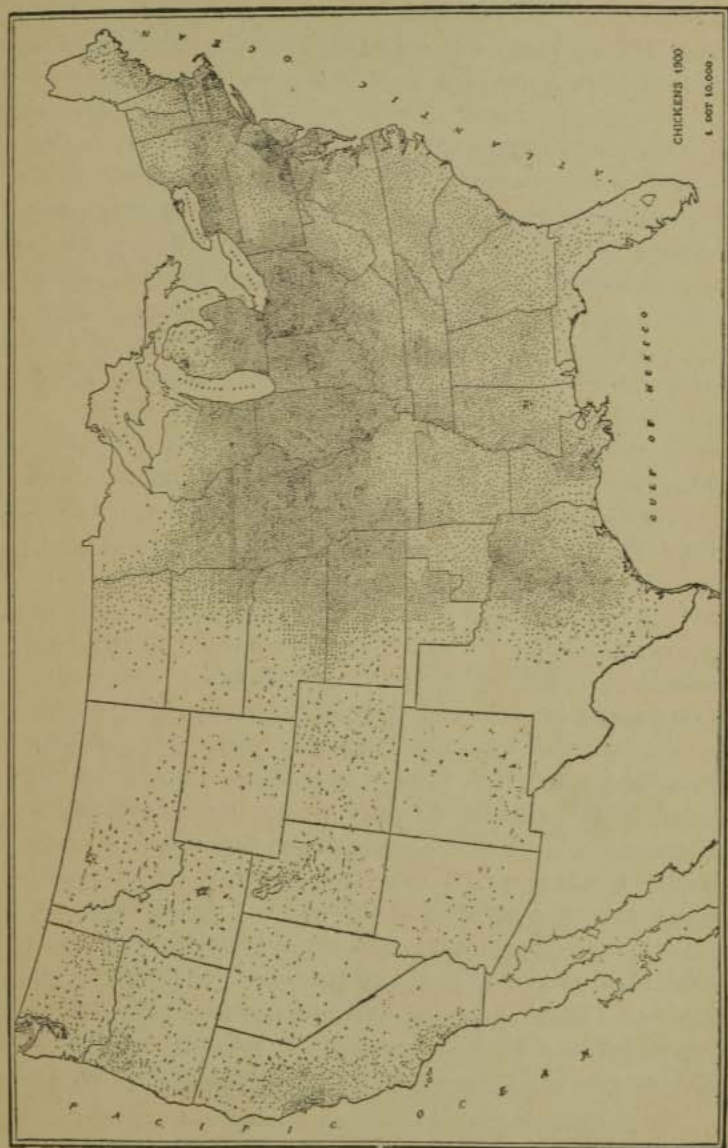 ATLANTIC OCEAN
PACIFIC OCEAN
GULF OF MEXICO
CHICKENS 1900
1 DOT 10,000.